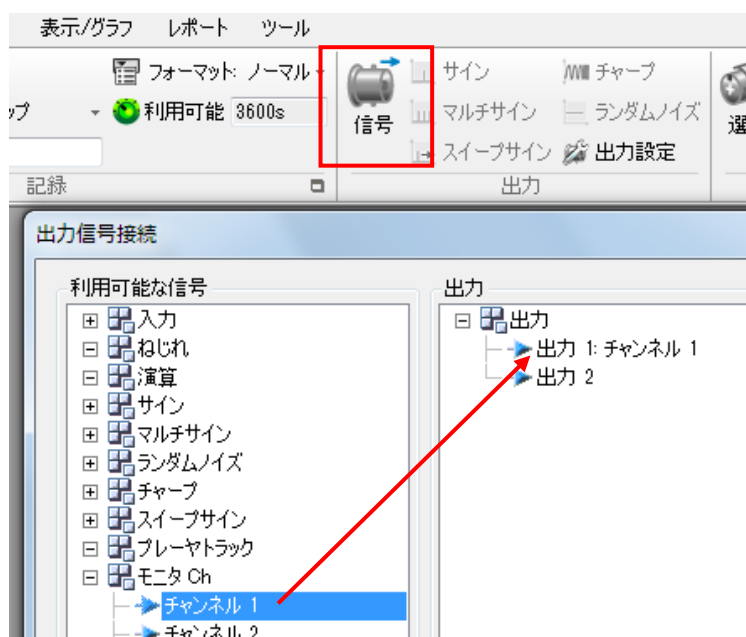 表示/グラフ レポート ツール
フォーマット: ノーマル
サイン チャープ
ップ 利用可能 3600s
信号 マルチサイン ランダムノイズ
選
スイープサイン 出力設定
記録 出力
出力信号接続
利用可能な信号 出力
入力 出力
ねじれ 出力 1: チャンネル 1
演算 出力 2
サイン
マルチサイン
ランダムノイズ
チャープ
スイープサイン
プレーヤトラック
モニタ Ch
チャンネル 1
チャンネル 2